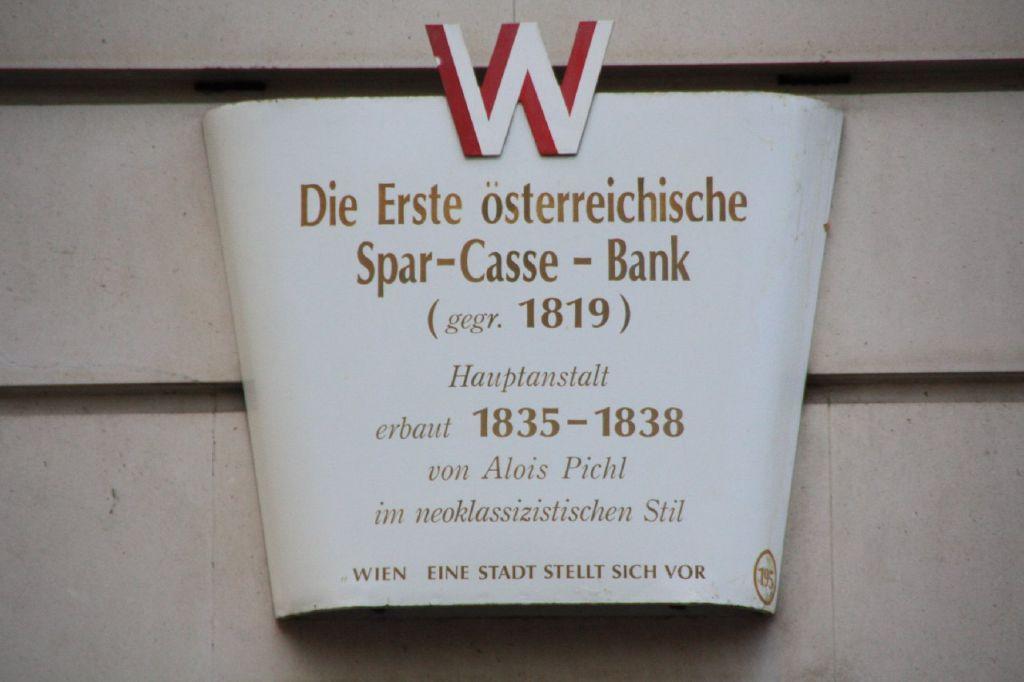 W
Die Erste österreichische
Spar-Casse - Bank
( gegr. 1819 )
Hauptanstalt
erbaut 1835-1838
von Alois Pichl
im neoklassizistischen Stil
„WIEN EINE STADT STELLT SICH VOR
195